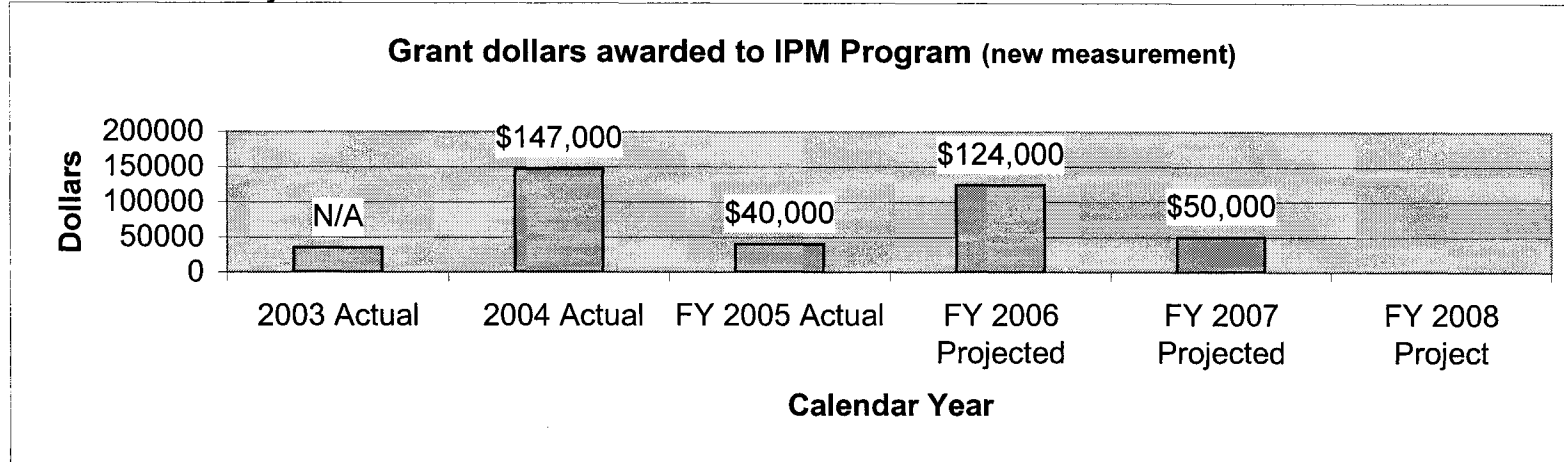 Grant dollars awarded to IPM Program (new measurement)
Dollars
200000
150000
100000
50000
0
N/A
$147,000
$40,000
$124,000
$50,000
2003 Actual
2004 Actual
FY 2005 Actual
FY 2006
Projected
FY 2007
Projected
FY 2008
Project
Calendar Year